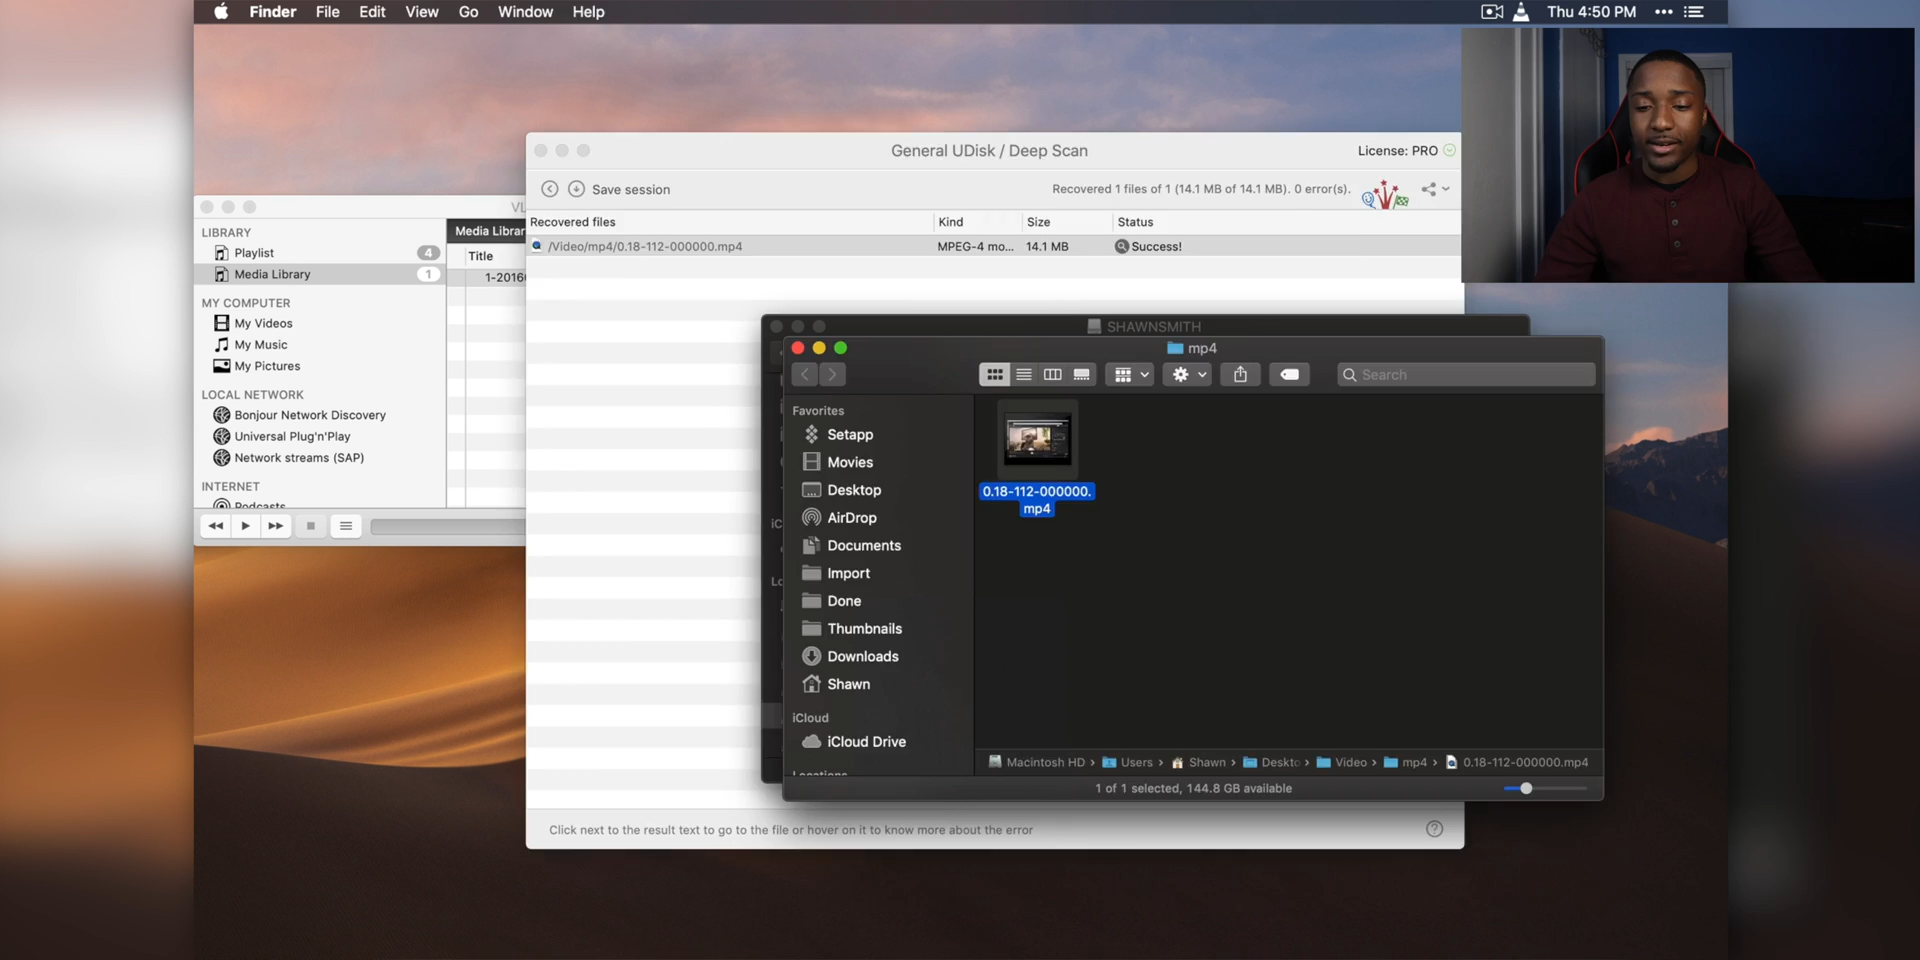 Finder File Edit View Go Window Help
Thu 4:50 PM
General UDisk / Deep Scan
License: PRO
Save session
Recovered 1 files of 1 (14.1 MB of 14.1 MB). 0 error(s).
Recovered files Kind Size Status
/Video/mp4/0.18-112-000000.mp4 MPEG-4 mo... 14.1 MB Success!
VL
LIBRARY
Playlist 4
Media Library 1
MY COMPUTER
My Videos
My Music
My Pictures
LOCAL NETWORK
Bonjour Network Discovery
Universal Plug'n'Play
Network streams (SAP)
INTERNET
Podcasts
Media Librar
Title
1-2016
SHAWNSMITH
mp4
Search
Favorites
Setapp
Movies
Desktop
AirDrop
Documents
Import
Done
Thumbnails
Downloads
Shawn
iCloud
iCloud Drive
Locations
iC
Lo
0.18-112-000000.
mp4
Macintosh HD › Users › Shawn › Deskto › Video › mp4 › 0.18-112-000000.mp4
1 of 1 selected, 144.8 GB available
Click next to the result text to go to the file or hover on it to know more about the error